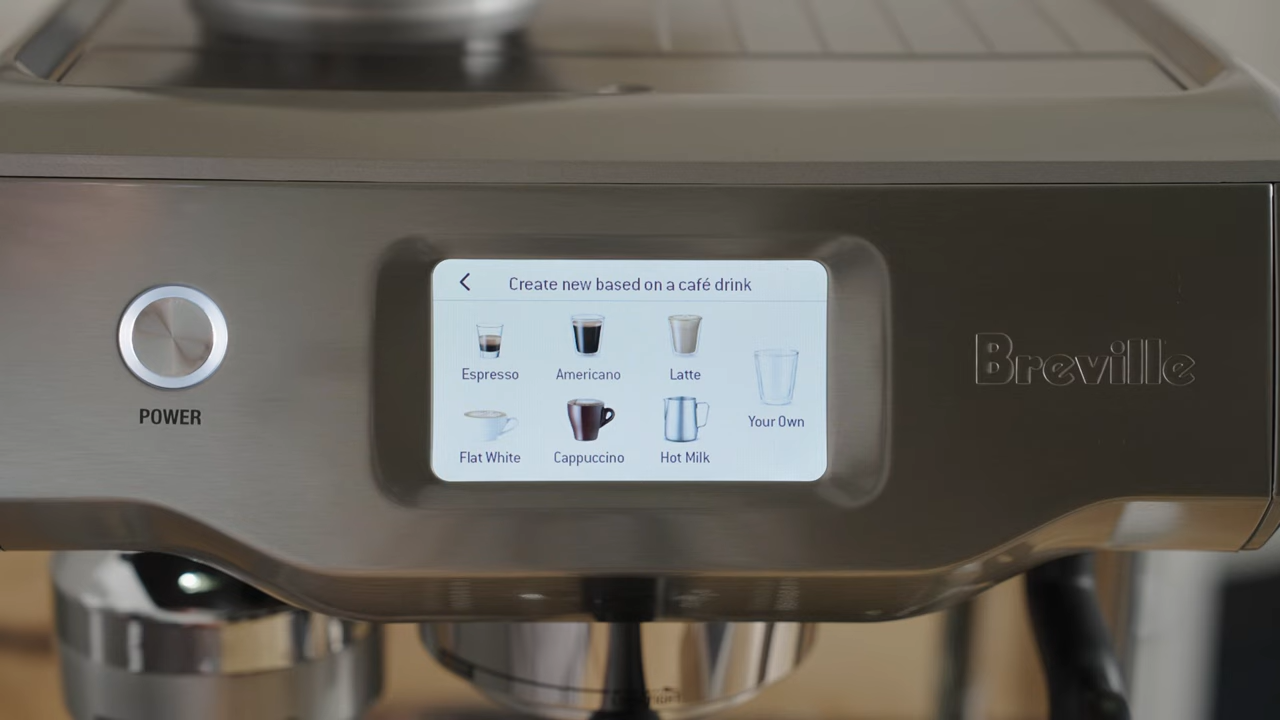 Create new based on a café drink
Espresso
Americano
Latte
Your Own
Flat White
Cappuccino
Hot Milk
POWER
Breville